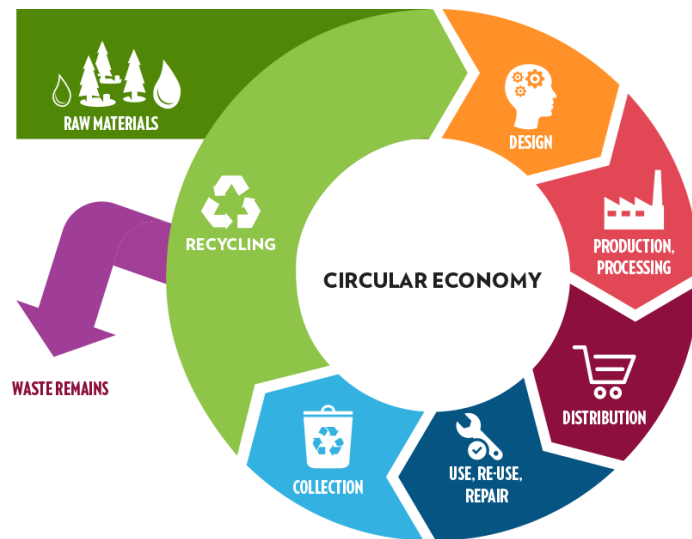 RAW MATERIALS
DESIGN
RECYCLING
PRODUCTION,
PROCESSING
CIRCULAR ECONOMY
WASTE REMAINS
DISTRIBUTION
USE, RE-USE,
REPAIR
COLLECTION